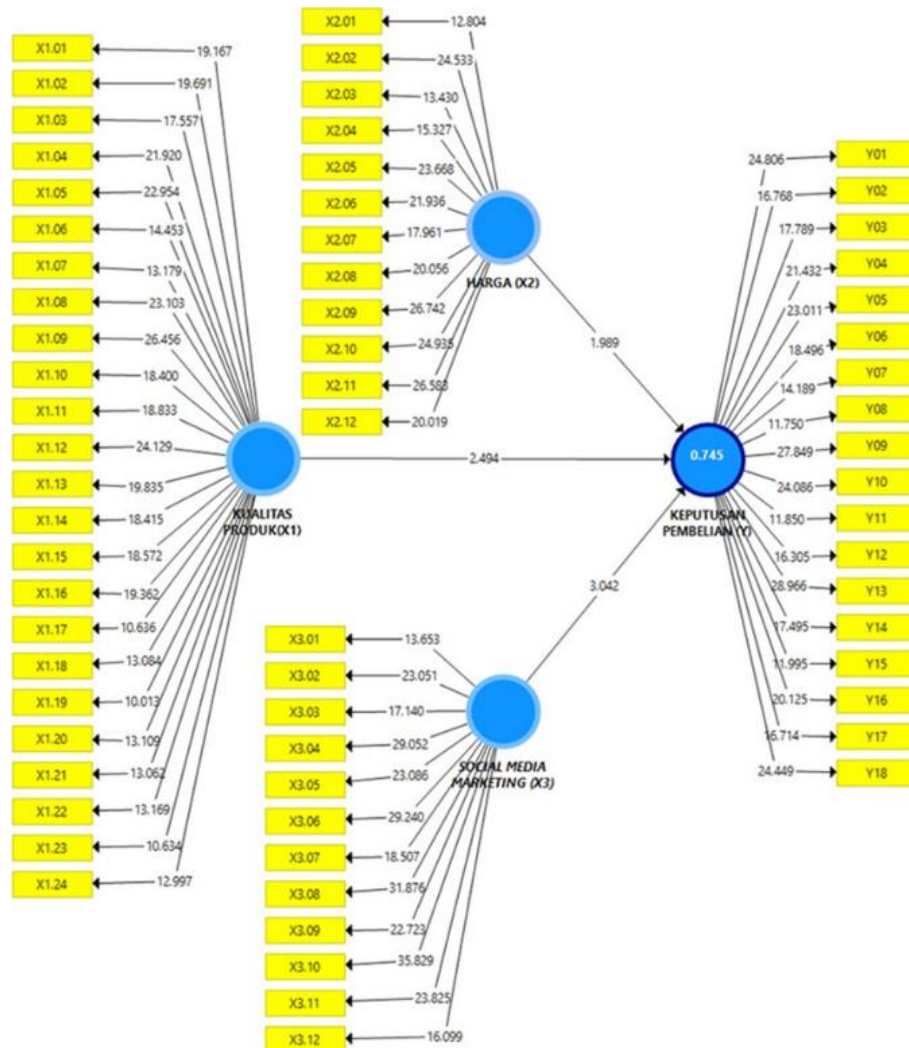 X1.01
19.167
X1.02
19.691
X1.03
17.557
X1.04
21.920
X1.05
22.954
X1.06
14.453
X1.07
13.179
X1.08
23.103
X1.09
26.456
X1.10
18.400
X1.11
18.833
X1.12
24.129
X1.13
19.835
X1.14
18.415
X1.15
18.572
X1.16
19.362
X1.17
10.636
X1.18
13.084
X1.19
10.013
X1.20
13.109
X1.21
13.062
X1.22
13.169
X1.23
10.634
X1.24
12.997
KUALITAS
PRODUK(X1)
X2.01
12.804
X2.02
24.533
X2.03
13.430
X2.04
15.327
X2.05
23.668
X2.06
21.936
X2.07
17.961
X2.08
20.056
X2.09
26.742
X2.10
24.935
X2.11
26.583
X2.12
20.019
HARGA (X2)
1.989
2.494
3.042
X3.01
13.653
X3.02
23.051
X3.03
17.140
X3.04
29.052
X3.05
23.086
X3.06
29.240
X3.07
18.507
X3.08
31.876
X3.09
22.723
X3.10
35.829
X3.11
23.825
X3.12
16.099
SOCIAL MEDIA
MARKETING (X3)
0.745
KEPUTUSAN
PEMBELIAN (Y)
24.806
Y01
16.768
Y02
17.789
Y03
21.432
Y04
23.011
Y05
18.496
Y06
14.189
Y07
11.750
Y08
27.849
Y09
24.086
Y10
11.850
Y11
16.305
Y12
28.966
Y13
17.495
Y14
11.995
Y15
20.125
Y16
16.714
Y17
24.449
Y18